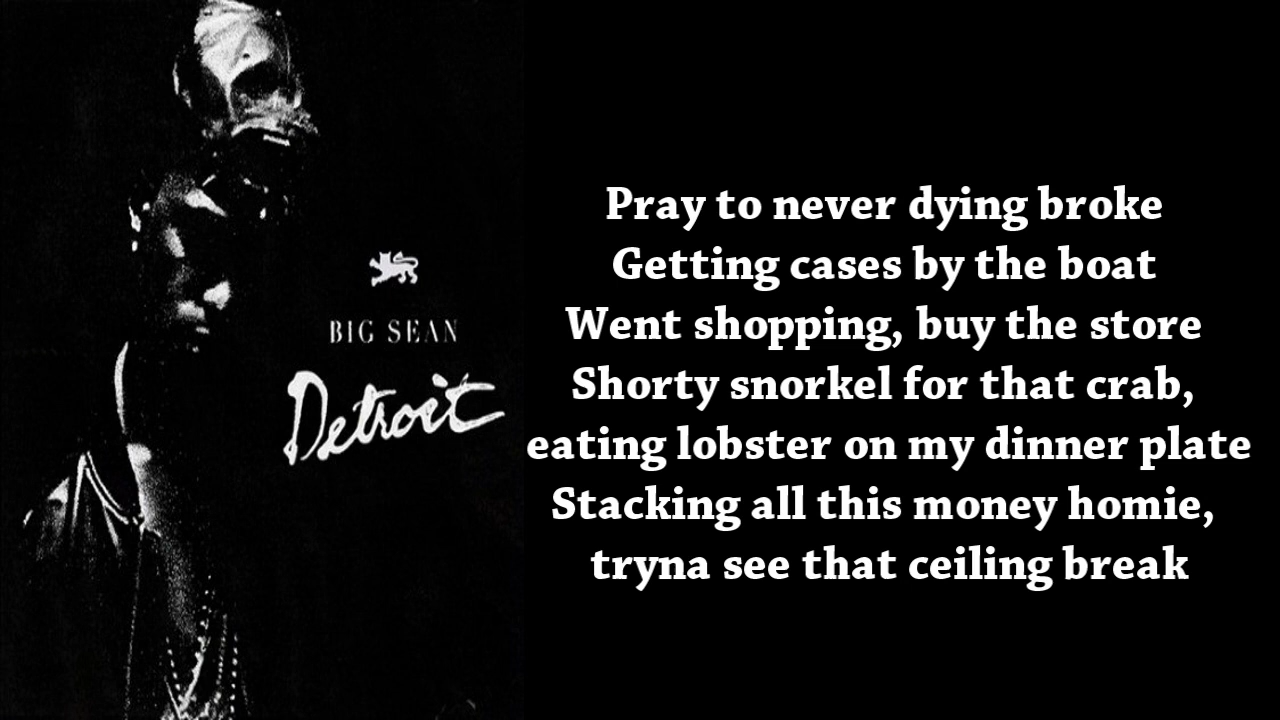 BIG SEAN
Detroit
Pray to never dying broke
Getting cases by the boat
Went shopping, buy the store
Shorty snorkel for that crab,
eating lobster on my dinner plate
Stacking all this money homie,
tryna see that ceiling break